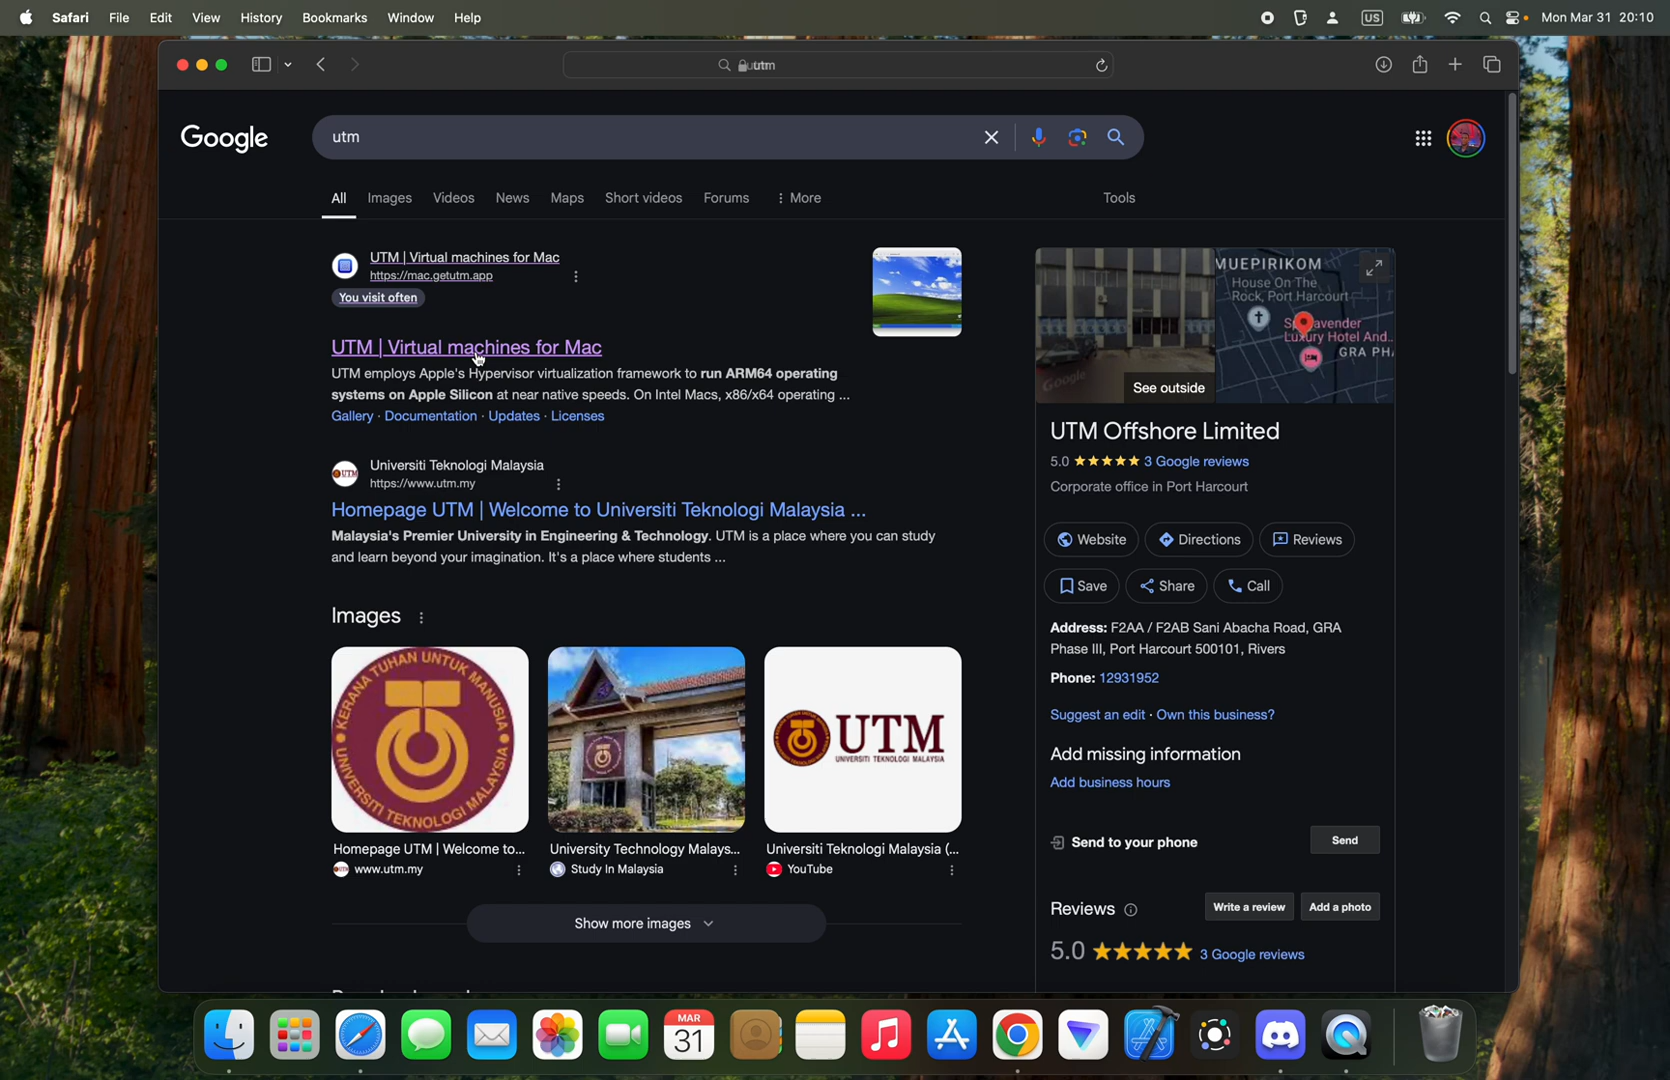 Safari File Edit View History Bookmarks Window Help US Mon Mar 31 20:10
utm
Google utm
All Images Videos News Maps Short videos Forums More Tools
UTM | Virtual machines for Mac
https://mac.getutm.app
You visit often
UTM | Virtual machines for Mac
UTM employs Apple's Hypervisor virtualization framework to run ARM64 operating
systems on Apple Silicon at near native speeds. On Intel Macs, x86/x64 operating ...
Gallery · Documentation · Updates · Licenses
Universiti Teknologi Malaysia
https://www.utm.my
Homepage UTM | Welcome to Universiti Teknologi Malaysia ...
Malaysia's Premier University in Engineering & Technology. UTM is a place where you can study
and learn beyond your imagination. It's a place where students ...
Images
KERANA TUHAN UNTUK MANUSIA
UNIVERSITI TEKNOLOGI MALAYSIA
UTM
UNIVERSITI TEKNOLOGI MALAYSIA
Homepage UTM | Welcome to...
www.utm.my
University Technology Malays...
Study In Malaysia
Universiti Teknologi Malaysia (...
YouTube
Show more images
MUEPIRIKOM
House On The
Rock, Port Harcourt
Luxury Hotel And..
GRA PH
Google
See outside
UTM Offshore Limited
5.0 3 Google reviews
Corporate office in Port Harcourt
Website Directions Reviews
Save Share Call
Address: F2AA / F2AB Sani Abacha Road, GRA
Phase III, Port Harcourt 500101, Rivers
Phone: 12931952
Suggest an edit · Own this business?
Add missing information
Add business hours
Send to your phone Send
Reviews Write a review Add a photo
5.0 3 Google reviews
MAR
31